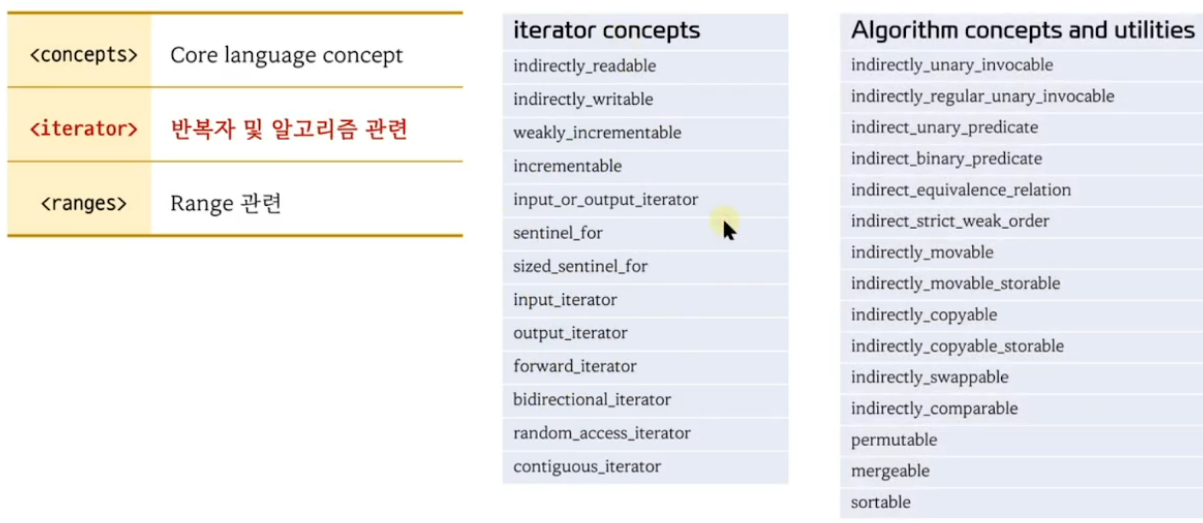 <concepts> Core language concept
<iterator> 반복자 및 알고리즘 관련
<ranges> Range 관련
iterator concepts
indirectly_readable
indirectly_writable
weakly_incrementable
incrementable
input_or_output_iterator
sentinel_for
sized_sentinel_for
input_iterator
output_iterator
forward_iterator
bidirectional_iterator
random_access_iterator
contiguous_iterator
Algorithm concepts and utilities
indirectly_unary_invocable
indirectly_regular_unary_invocable
indirect_unary_predicate
indirect_binary_predicate
indirect_equivalence_relation
indirect_strict_weak_order
indirectly_movable
indirectly_movable_storable
indirectly_copyable
indirectly_copyable_storable
indirectly_swappable
indirectly_comparable
permutable
mergeable
sortable